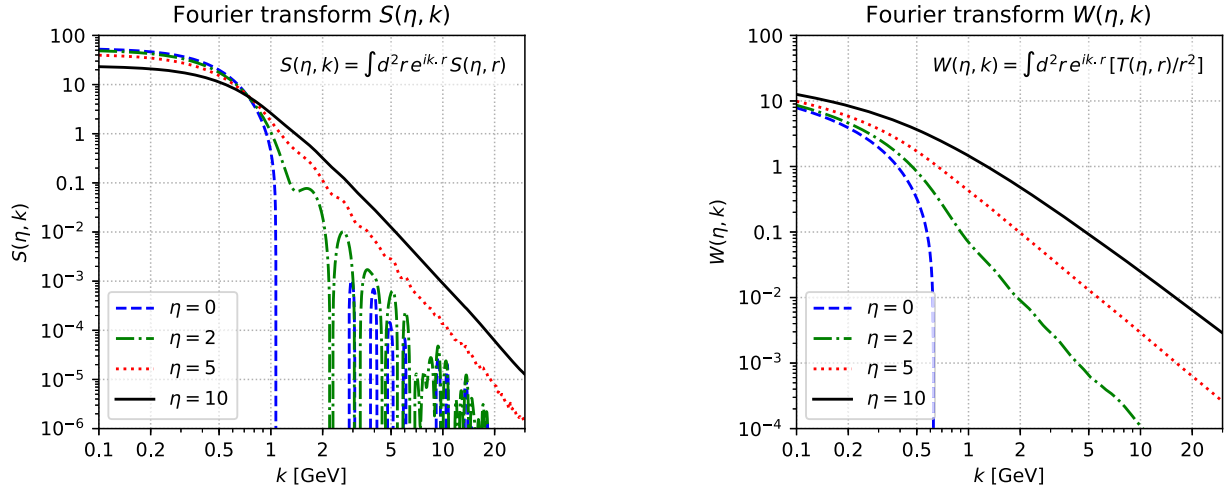 Fourier transform S(η, k)
S(η, k) = ∫d²r e^{ik·r} S(η, r)
S(η, k)
100
10
1
0.1
10⁻²
10⁻³
10⁻⁴
10⁻⁵
10⁻⁶
η = 0
η = 2
η = 5
η = 10
0.1 0.2 0.5 1 2 5 10 20
k [GeV]
Fourier transform W(η, k)
W(η, k) = ∫d²r e^{ik·r} [T(η, r)/r²]
W(η, k)
100
10
1
0.1
10⁻²
10⁻³
10⁻⁴
η = 0
η = 2
η = 5
η = 10
0.1 0.2 0.5 1 2 5 10 20
k [GeV]